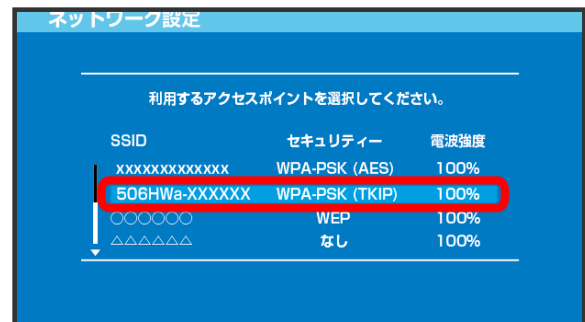 ネットワーク設定
利用するアクセスポイントを選択してください。
SSID セキュリティー 電波強度
xxxxxxxxxxxxx WPA-PSK (AES) 100%
506HWa-XXXXXX WPA-PSK (TKIP) 100%
○○○○○○ WEP 100%
△△△△△△ なし 100%